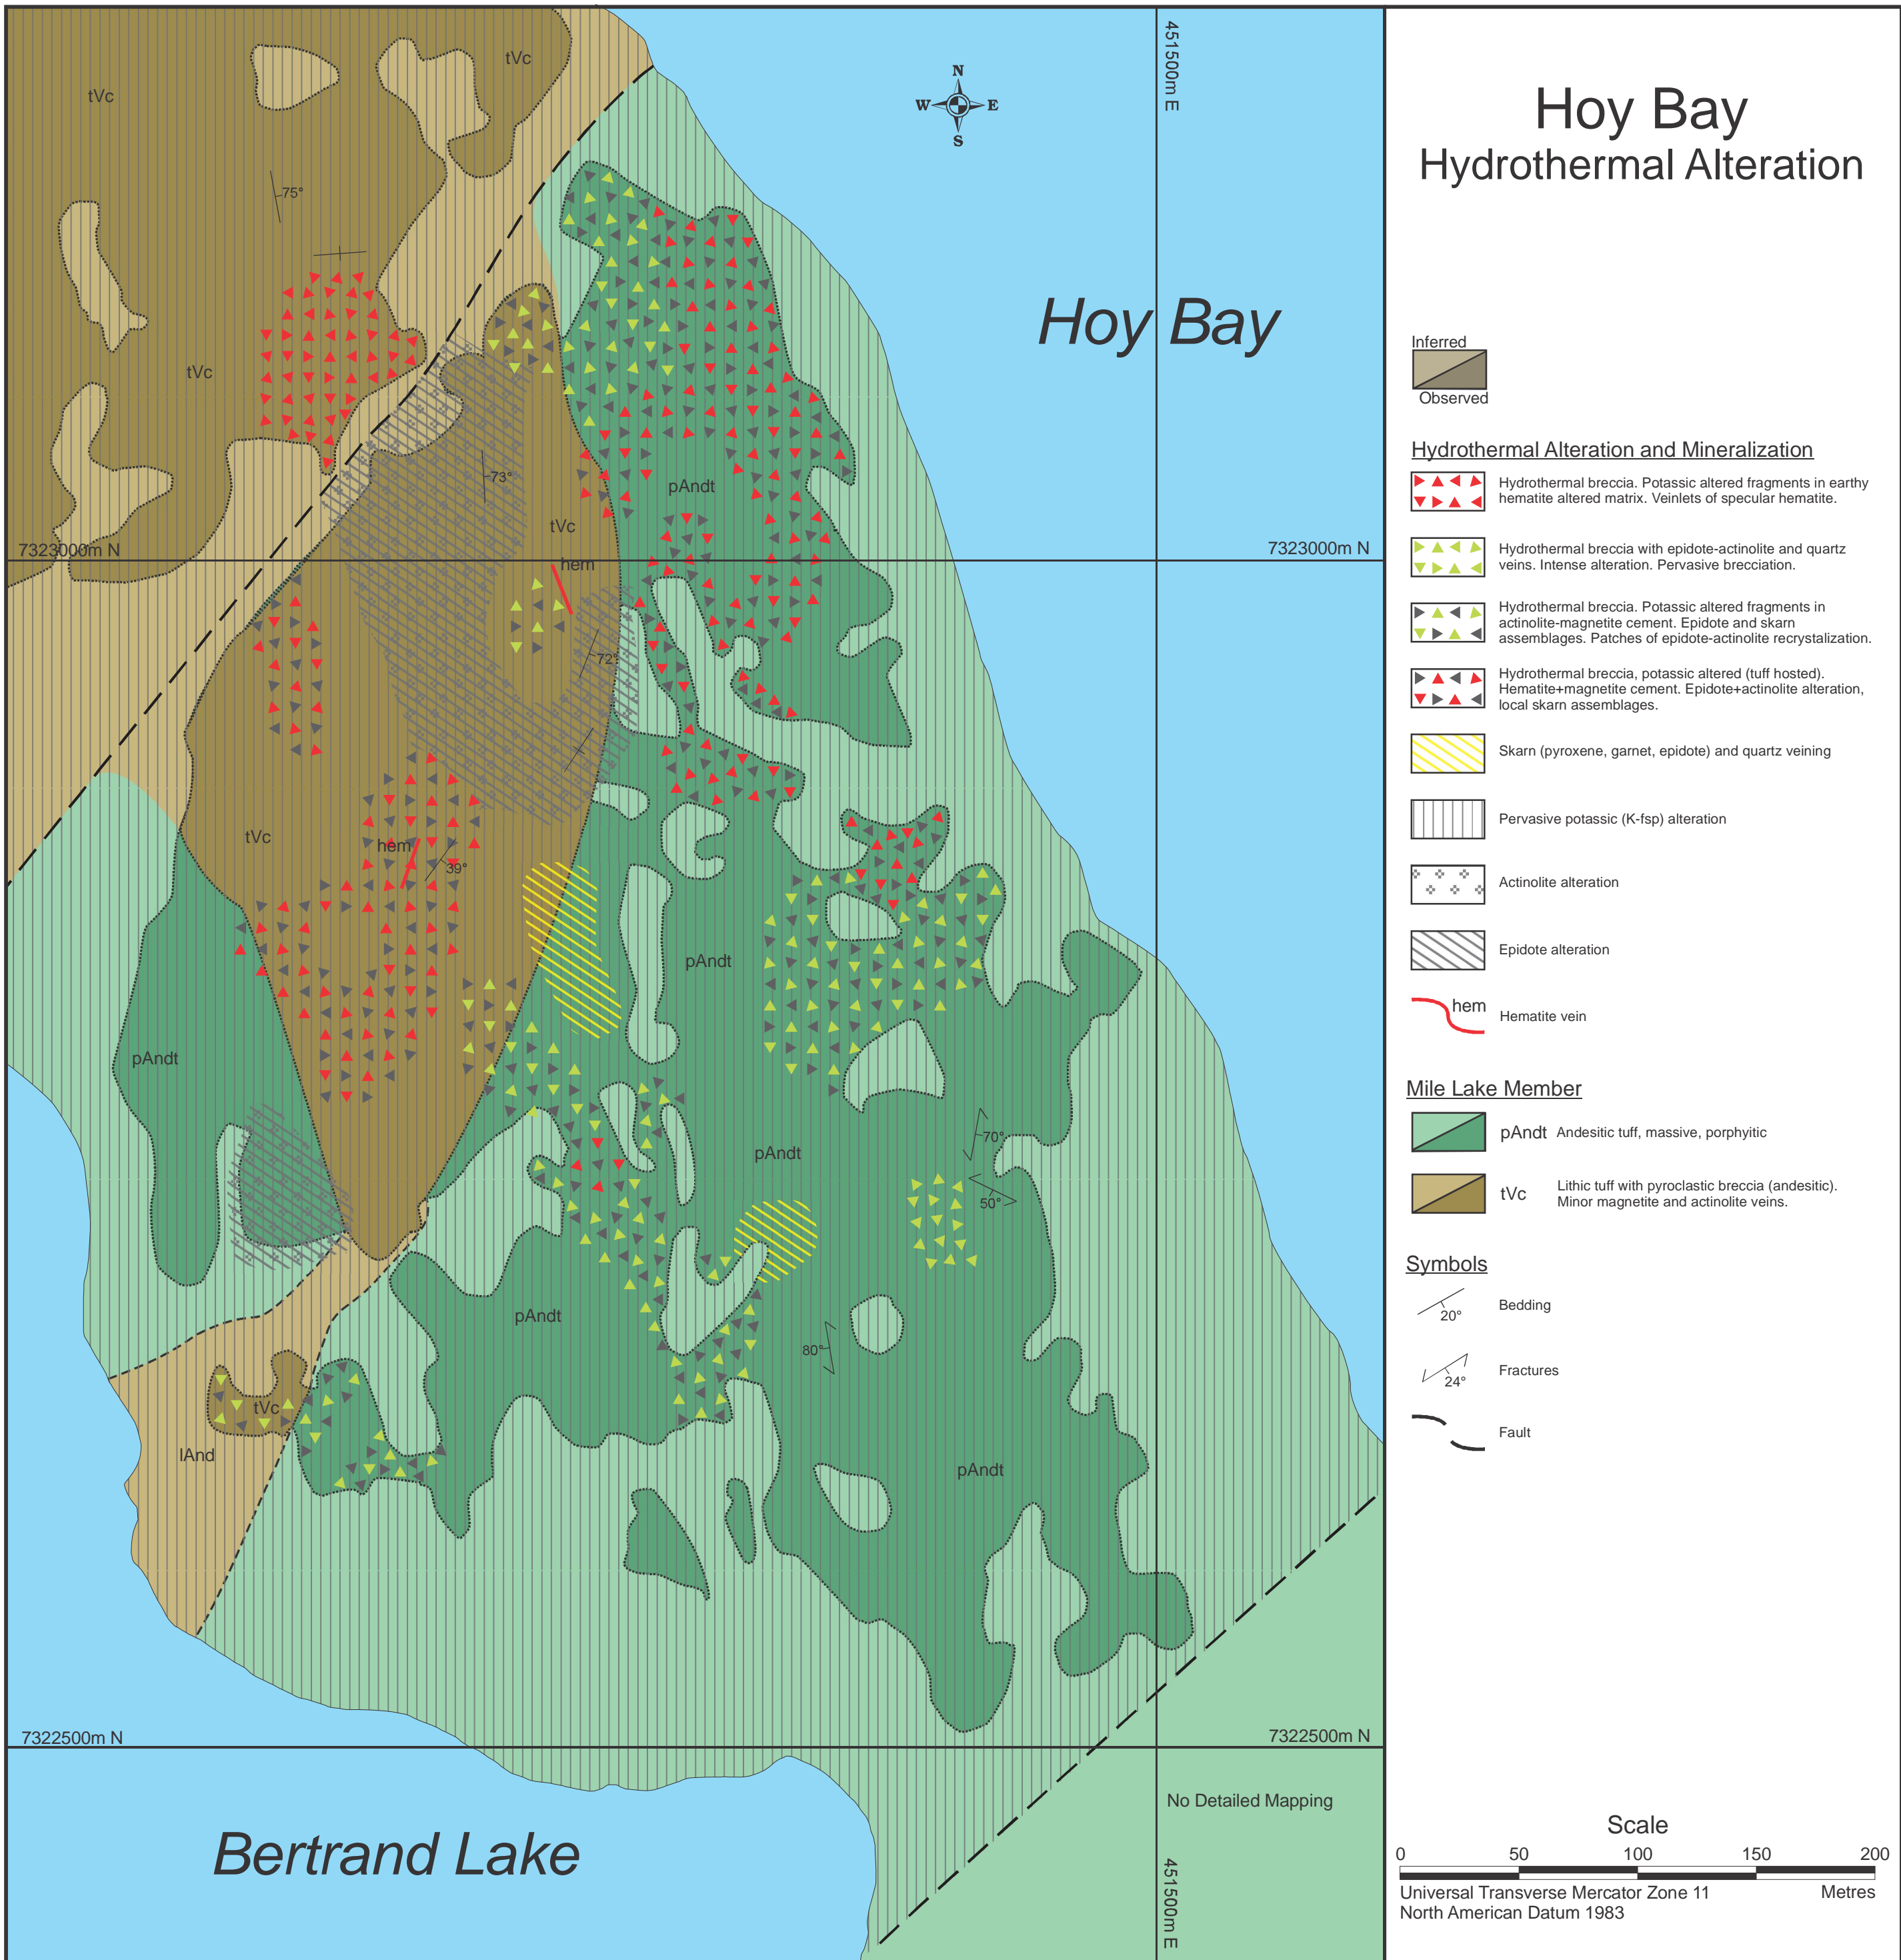 Hoy Bay
Hydrothermal Alteration
Inferred
Observed
Hydrothermal Alteration and Mineralization
Hydrothermal breccia. Potassic altered fragments in earthy
hematite altered matrix. Veinlets of specular hematite.
Hydrothermal breccia with epidote-actinolite and quartz
veins. Intense alteration. Pervasive brecciation.
Hydrothermal breccia. Potassic altered fragments in
actinolite-magnetite cement. Epidote and skarn
assemblages. Patches of epidote-actinolite recrystalization.
Hydrothermal breccia, potassic altered (tuff hosted).
Hematite+magnetite cement. Epidote+actinolite alteration,
local skarn assemblages.
Skarn (pyroxene, garnet, epidote) and quartz veining
Pervasive potassic (K-fsp) alteration
Actinolite alteration
Epidote alteration
hem
Hematite vein
Mile Lake Member
pAndt Andesitic tuff, massive, porphyitic
tVc Lithic tuff with pyroclastic breccia (andesitic).
Minor magnetite and actinolite veins.
Symbols
20° Bedding
24° Fractures
Fault
Scale
0 50 100 150 200
Universal Transverse Mercator Zone 11 Metres
North American Datum 1983
451500m E
N
W E
S
tVc
tVc
75°
Hoy Bay
tVc
73°
pAndt
tVc
7323000m N
7323000m N
hem
72°
tVc
hem
39°
pAndt
pAndt
70°
pAndt
50°
pAndt
80°
tVc
lAnd
pAndt
7322500m N
7322500m N
No Detailed Mapping
Bertrand Lake
451500m E